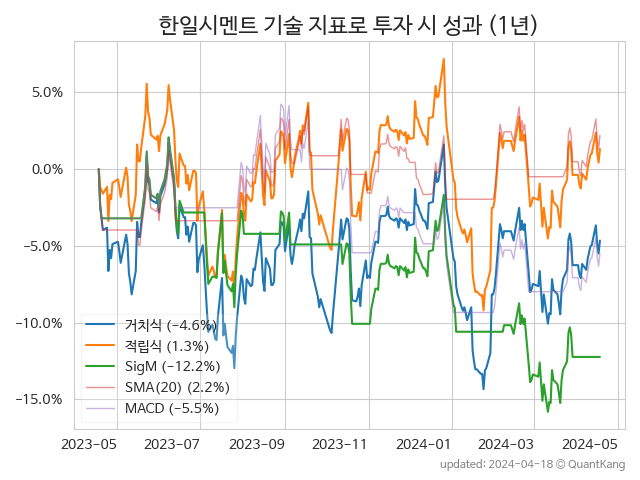 한일시멘트 기술 지표로 투자 시 성과 (1년)
5.0%
0.0%
−5.0%
−10.0%
−15.0%
거치식 (−4.6%)
적립식 (1.3%)
SigM (−12.2%)
SMA(20) (2.2%)
MACD (−5.5%)
2023-05 2023-07 2023-09 2023-11 2024-01 2024-03 2024-05
updated: 2024-04-18 © QuantKang